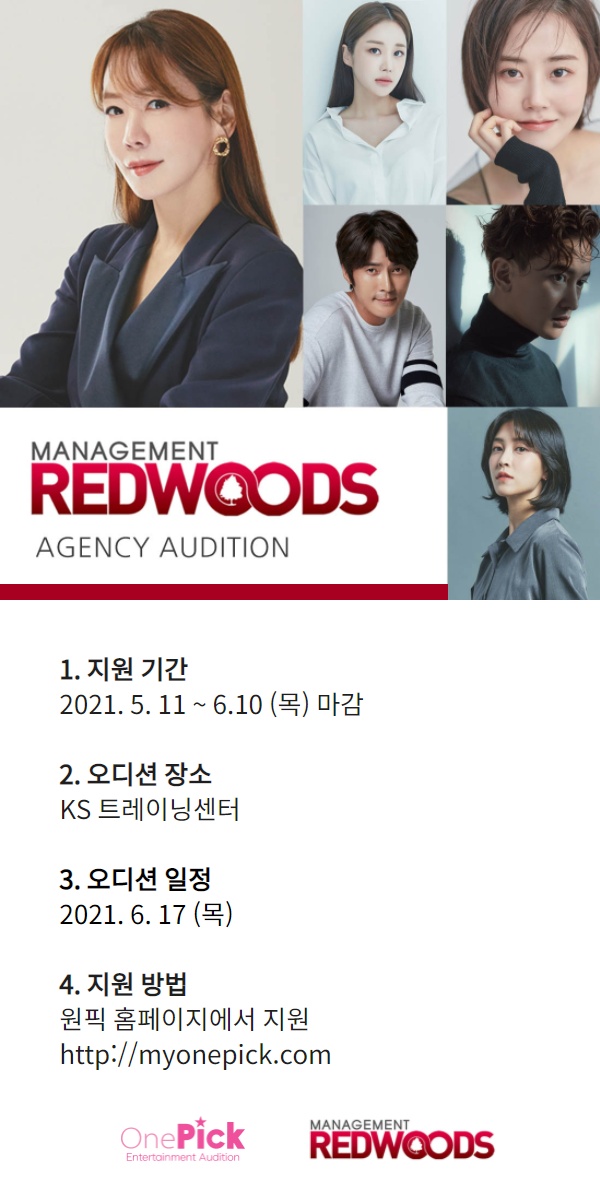 MANAGEMENT
REDWOODS
AGENCY AUDITION
1. 지원 기간
2021. 5. 11 ~ 6.10 (목) 마감
2. 오디션 장소
KS 트레이닝센터
3. 오디션 일정
2021. 6. 17 (목)
4. 지원 방법
원픽 홈페이지에서 지원
http://myonepick.com
OnePick
Entertainment Audition
MANAGEMENT
REDWOODS